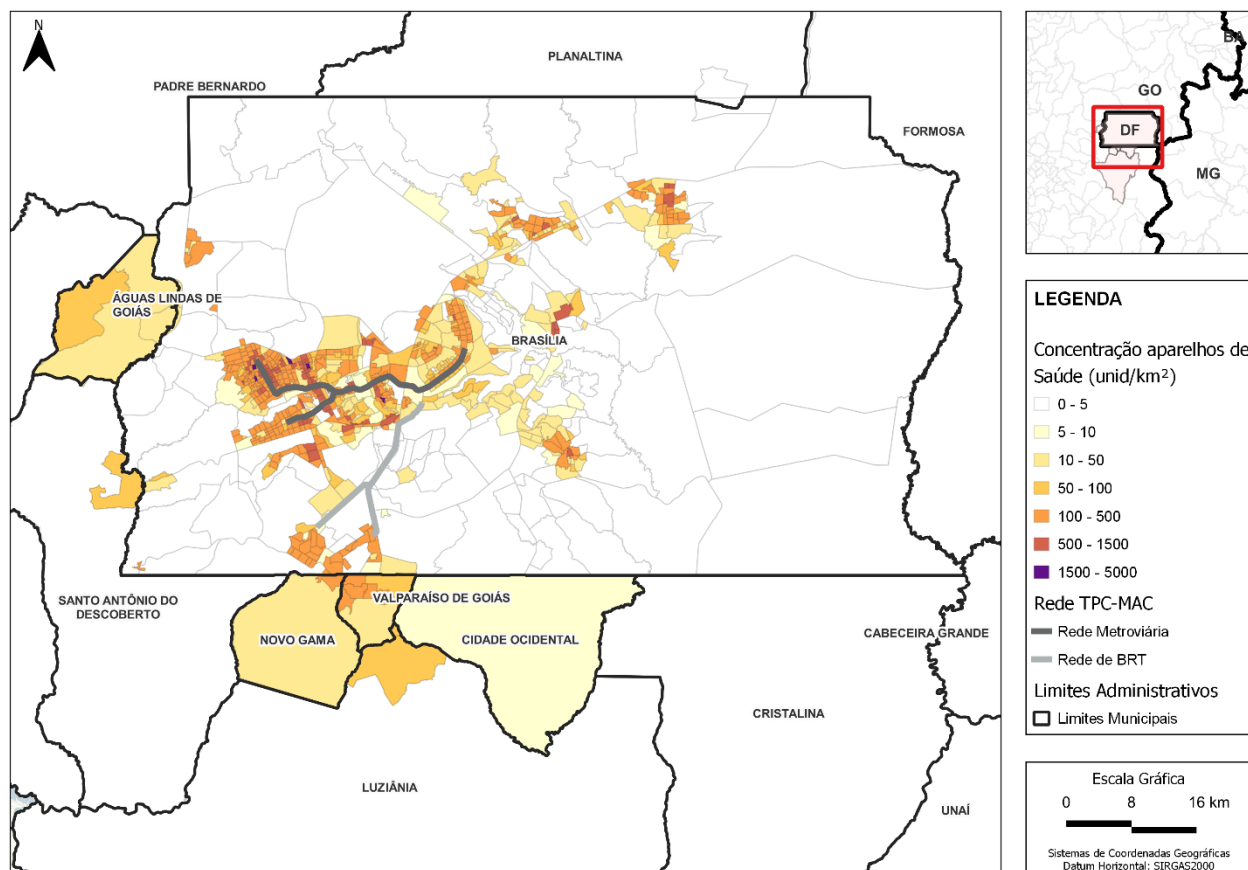 N
PLANALTINA
PADRE BERNARDO
FORMOSA
ÁGUAS LINDAS DE
GOIÁS
BRASÍLIA
SANTO ANTÔNIO DO
DESCOBERTO
VALPARAÍSO DE GOIÁS
NOVO GAMA
CIDADE OCIDENTAL
CABECEIRA GRANDE
CRISTALINA
LUZIÂNIA
UNAÍ
BA
GO
DF
MG
LEGENDA
Concentração aparelhos de
Saúde (unid/km²)
0 - 5
5 - 10
10 - 50
50 - 100
100 - 500
500 - 1500
1500 - 5000
Rede TPC-MAC
Rede Metroviária
Rede de BRT
Limites Administrativos
Limites Municipais
Escala Gráfica
0 8 16 km
Sistemas de Coordenadas Geográficas
Datum Horizontal: SIRGAS2000